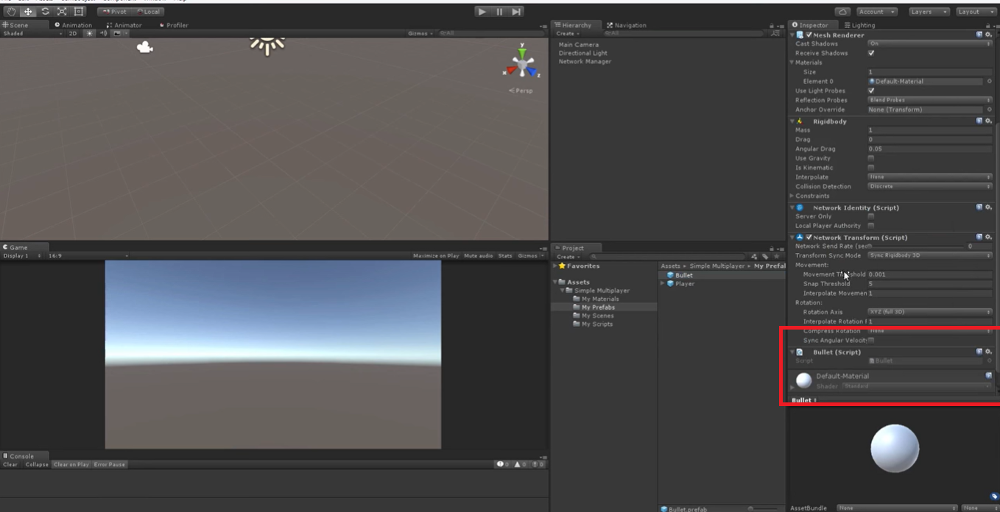 Pivot Local Account Layers Layout
Scene Animation Animator Profiler
Shaded 2D Gizmos All
y
x z
Persp
Hierarchy Navigation
Create All
Main Camera
Directional Light
Network Manager
Game
Display 1 16:9 Maximize on Play Mute audio Stats Gizmos
Console
Clear Collapse Clear on Play Error Pause 0 0 0
Project
Create
Favorites
Assets
Simple Multiplayer
My Materials
My Prefabs
My Scenes
My Scripts
Assets Simple Multiplayer My Prefal
Bullet
Player
Bullet.prefab
Inspector Lighting
Mesh Renderer
Cast Shadows On
Receive Shadows
Materials
Size 1
Element 0 Default-Material
Use Light Probes
Reflection Probes Blend Probes
Anchor Override None (Transform)
Rigidbody
Mass 1
Drag 0
Angular Drag 0.05
Use Gravity
Is Kinematic
Interpolate None
Collision Detection Discrete
Constraints
Network Identity (Script)
Server Only
Local Player Authority
Network Transform (Script)
Network Send Rate (sec 0
Transform Sync Mode Sync Rigidbody 3D
Movement:
Movement Threshold 0.001
Snap Threshold 5
Interpolate Movemen 1
Rotation:
Rotation Axis XYZ (full 3D)
Interpolate Rotation 1
Compress Rotation None
Sync Angular Velocity
Bullet (Script)
Script Bullet
Default-Material
Shader Standard
Bullet
AssetBundle None None